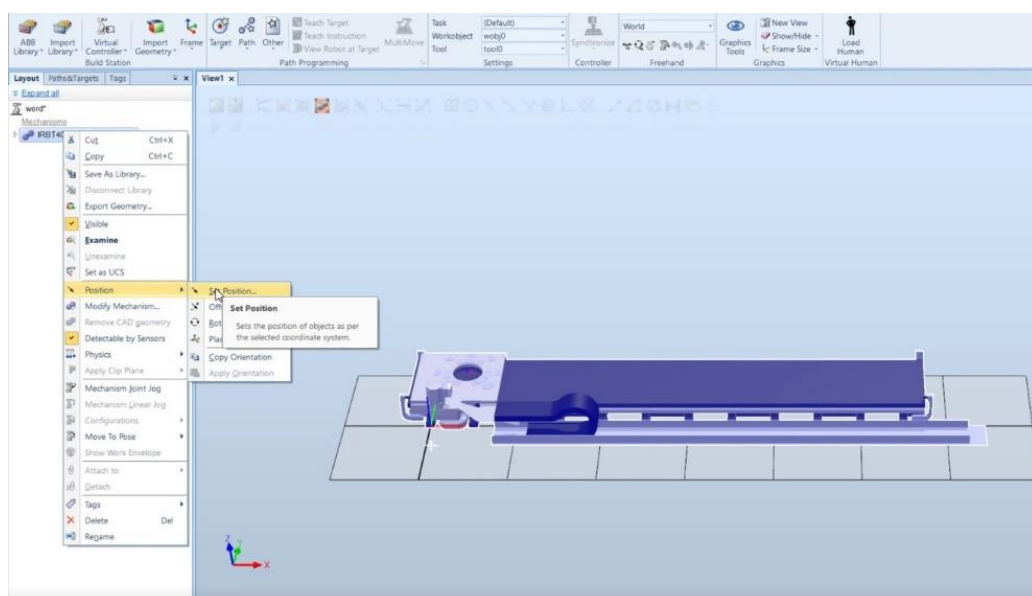 ABB
Library
Import
Library
Virtual
Controller
Import
Geometry
Frame
Target
Path
Other
Build Station
Teach Target
Teach Instruction
View Robot at Target
MultiMove
Path Programming
Task
(Default)
Workobject
wobj0
Tool
tool0
Settings
Synchronize
Controller
World
Freehand
Graphics
Tools
New View
Show/Hide
Frame Size
Graphics
Load
Human
Virtual Human
Layout
Paths&Targets
Tags
View1
Expand all
word*
Mechanisms
Cut Ctrl+X
Copy Ctrl+C
Save As Library...
Disconnect Library
Export Geometry...
Visible
Examine
Unexamine
Set as UCS
Position
Modify Mechanism...
Remove CAD geometry
Detectable by Sensors
Physics
Apply Clip Plane
Mechanism Joint Jog
Mechanism Linear Jog
Configurations
Move To Pose
Show Work Envelope
Attach to
Detach
Tags
Delete Del
Rename
Set Position...
Copy Orientation
Apply Orientation
Set Position
Sets the position of objects as per
the selected coordinate system.
Z
Y
X